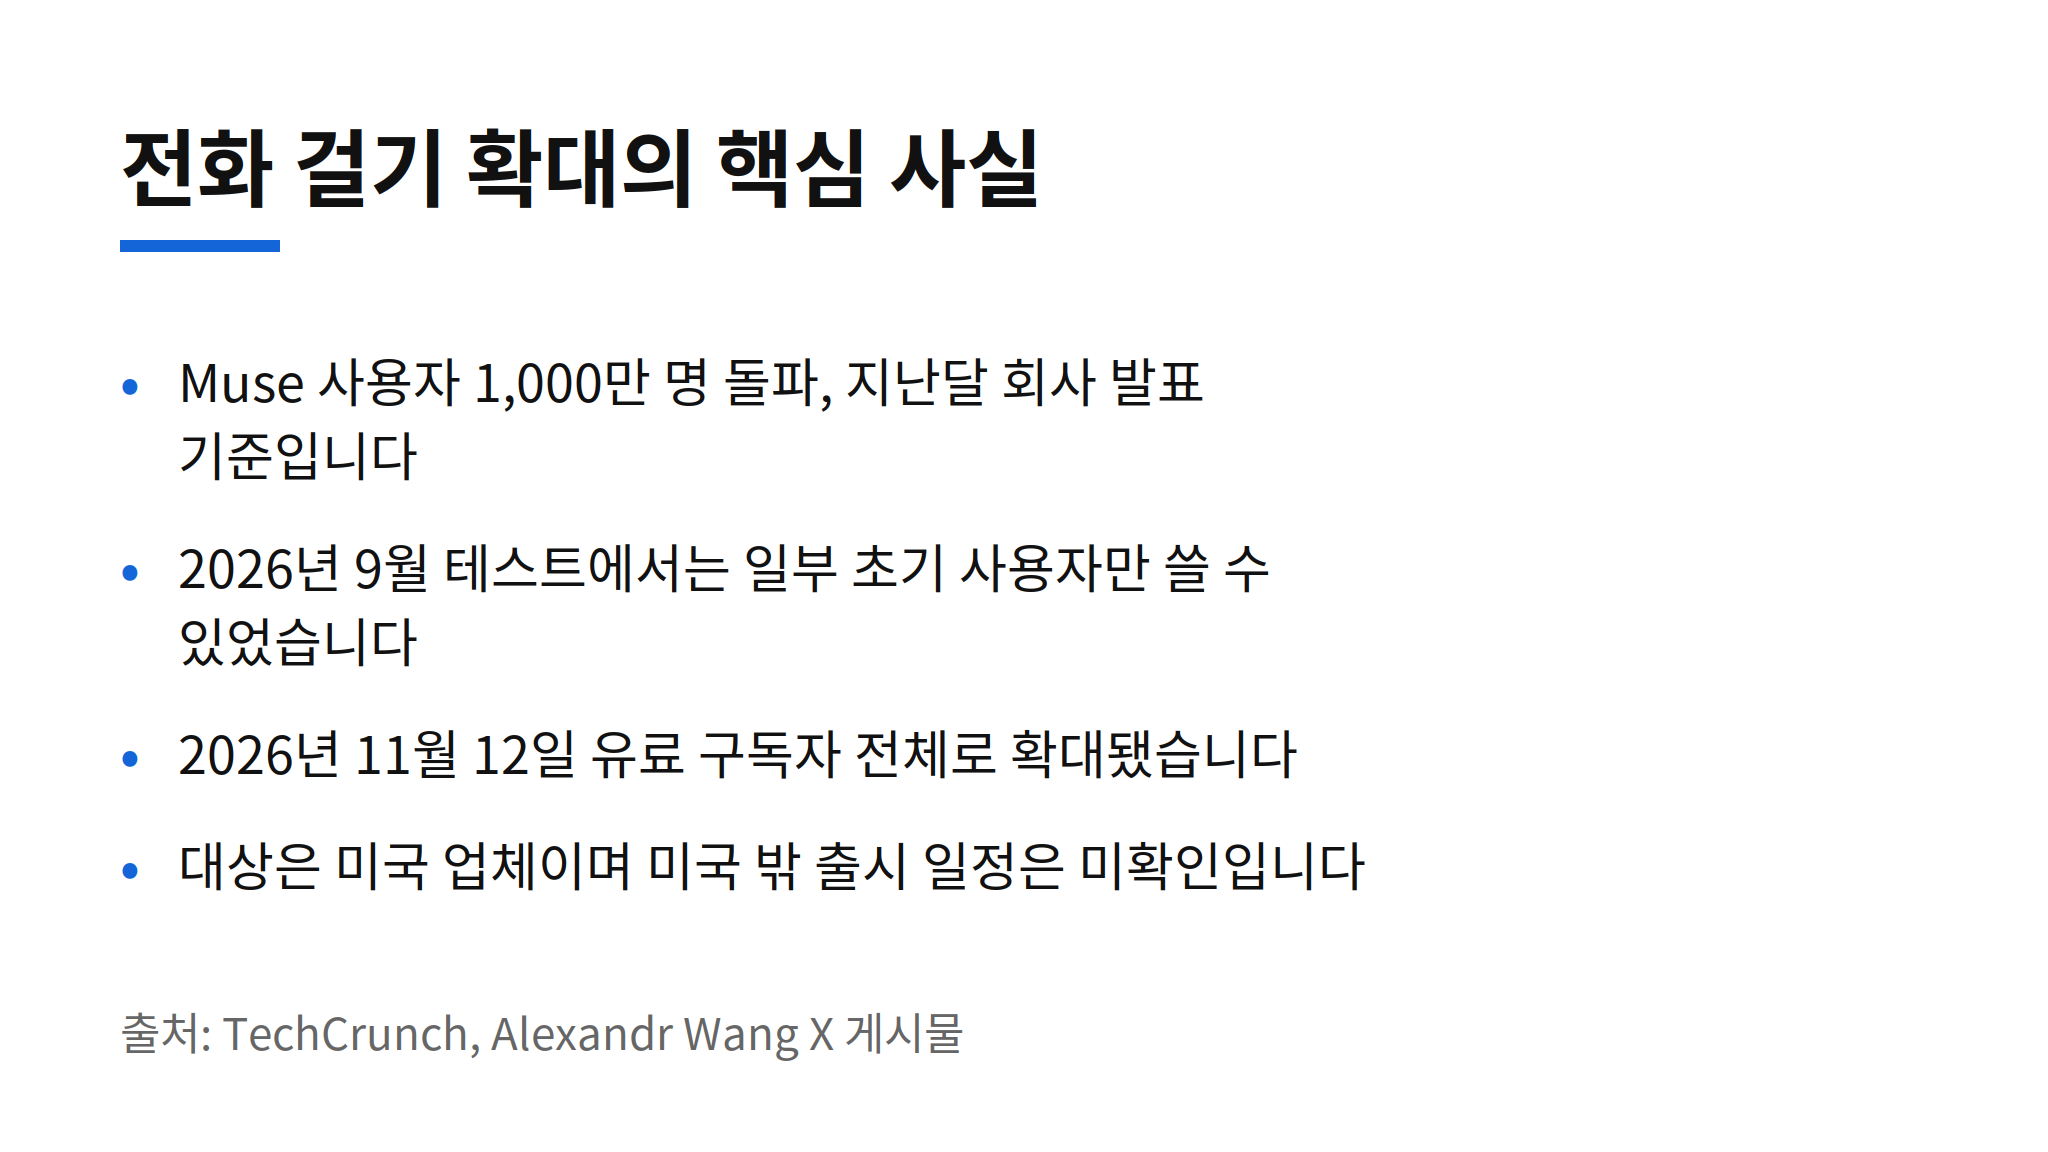 전화 걸기 확대의 핵심 사실
• Muse 사용자 1,000만 명 돌파, 지난달 회사 발표
기준입니다
• 2026년 9월 테스트에서는 일부 초기 사용자만 쓸 수
있었습니다
• 2026년 11월 12일 유료 구독자 전체로 확대됐습니다
• 대상은 미국 업체이며 미국 밖 출시 일정은 미확인입니다
출처: TechCrunch, Alexandr Wang X 게시물